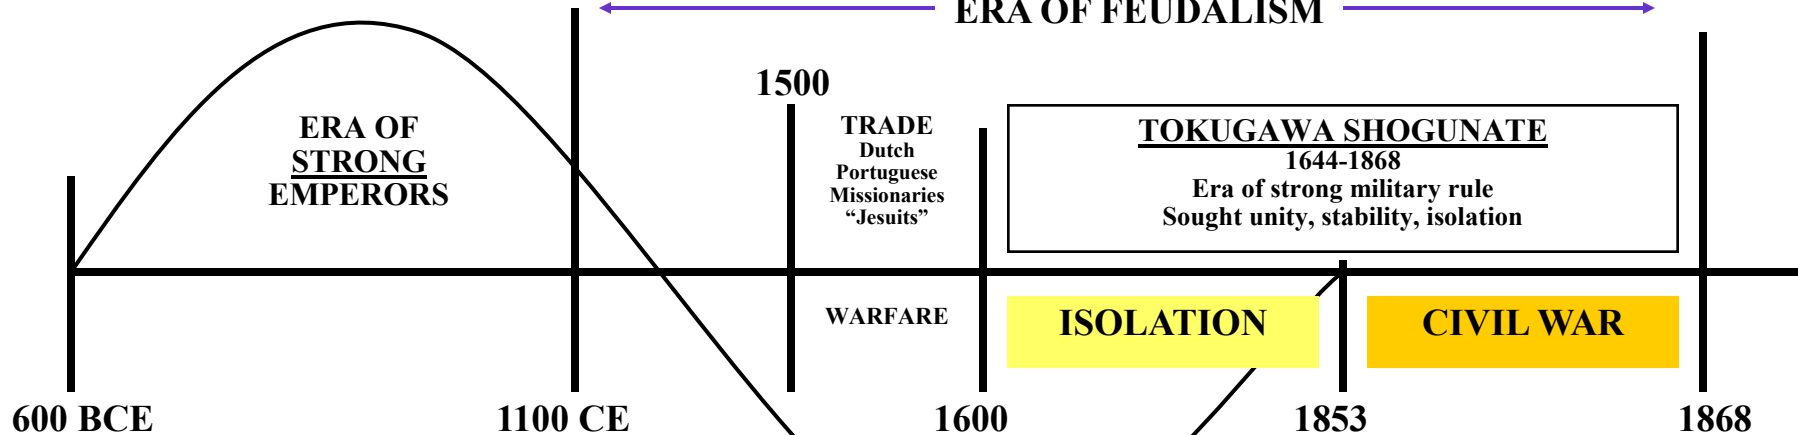 ERA OF FEUDALISM
1500
ERA OF
STRONG
EMPERORS
TRADE
Dutch
Portuguese
Missionaries
“Jesuits”
TOKUGAWA SHOGUNATE
1644-1868
Era of strong military rule
Sought unity, stability, isolation
WARFARE
ISOLATION
CIVIL WAR
600 BCE
1100 CE
1600
1853
1868